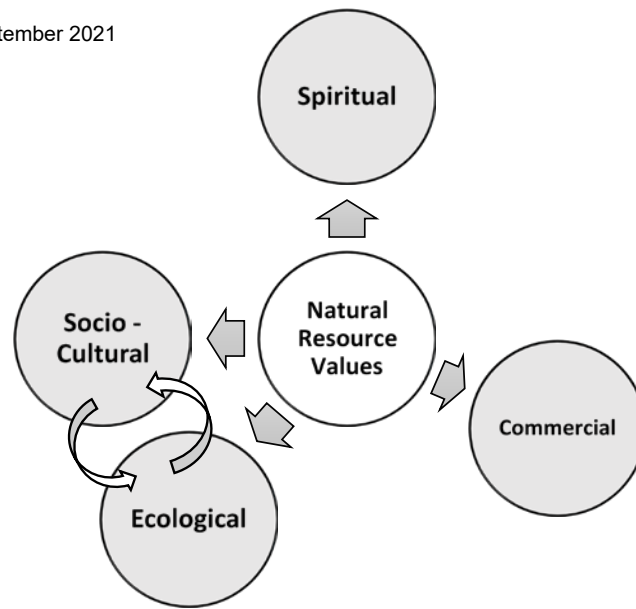 tember 2021
Spiritual
Natural
Resource
Values
Socio -
Cultural
Commercial
Ecological